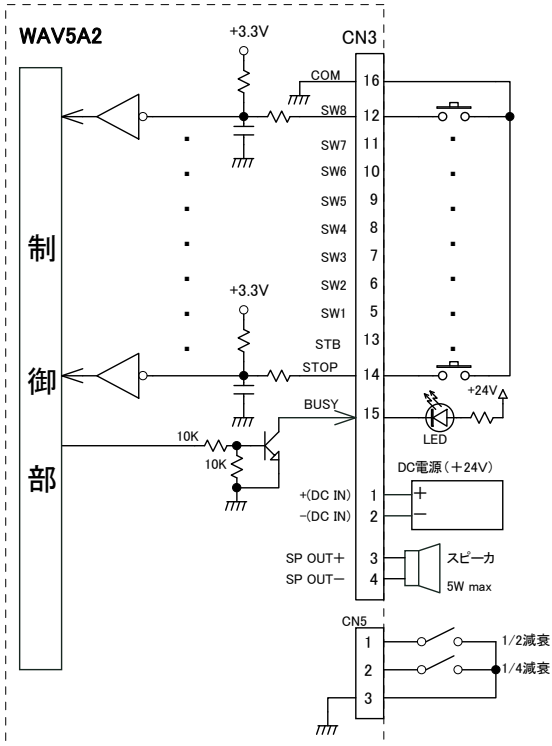 WAV5A2
+3.3V
CN3
COM 16
SW8 12
SW7 11
SW6 10
SW5 9
SW4 8
SW3 7
SW2 6
+3.3V
SW1 5
STB 13
STOP 14
制御部
+24V
BUSY 15
LED
10K
10K
DC電源(+24V)
+(DC IN) 1 +
-(DC IN) 2 -
SP OUT+ 3 スピーカ
SP OUT- 4 5W max
CN5
1 1/2減衰
2 1/4減衰
3